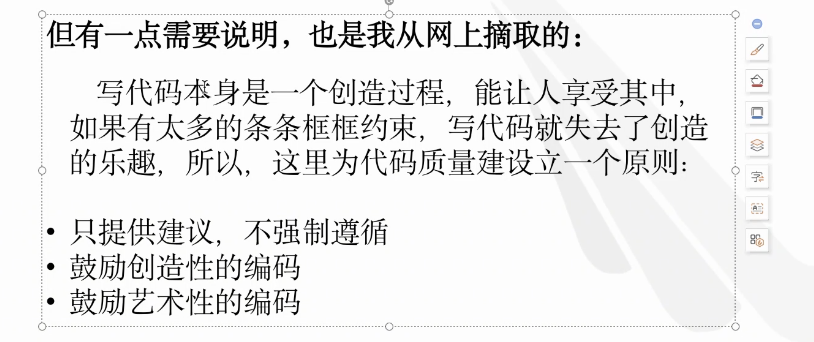 但有一点需要说明，也是我从网上摘取的：
写代码本身是一个创造过程，能让人享受其中，
如果有太多的条条框框约束，写代码就失去了创造
的乐趣，所以，这里为代码质量建设立一个原则：
• 只提供建议，不强制遵循
• 鼓励创造性的编码
• 鼓励艺术性的编码